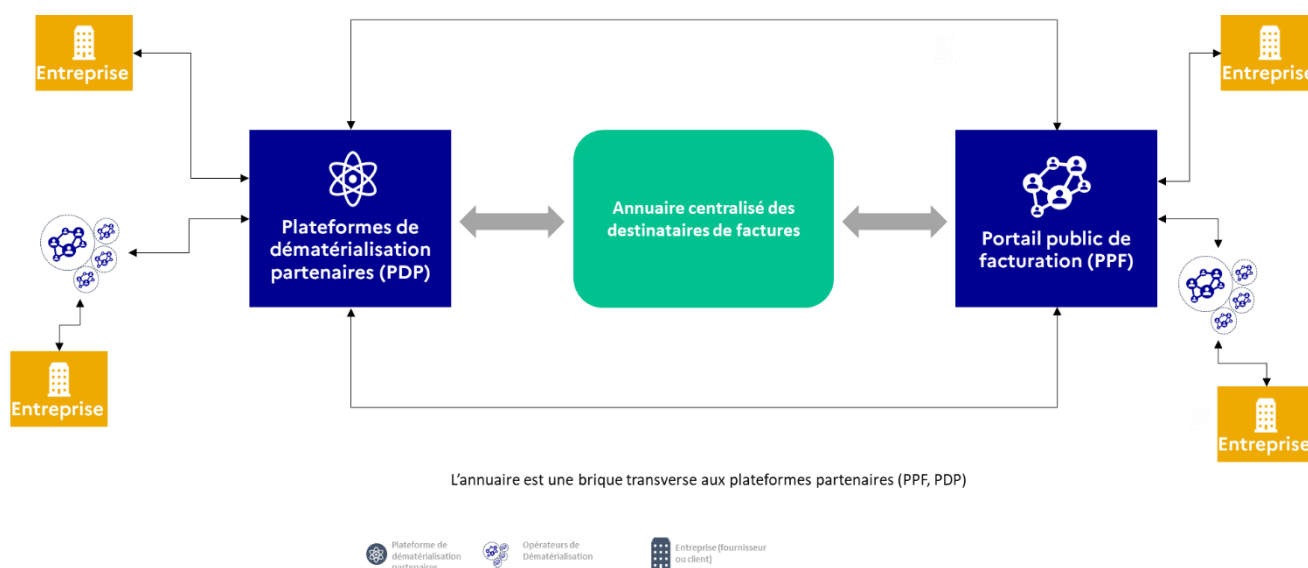 Entreprise
Entreprise
Plateformes de
dématérialisation
partenaires (PDP)
Annuaire centralisé des
destinataires de factures
Portail public de
facturation (PPF)
Entreprise
Entreprise
L'annuaire est une brique transverse aux plateformes partenaires (PPF, PDP)
Plateforme de
dématérialisation
partenaires
Opérateurs de
Dématérialisation
Entreprise (fournisseur
ou client)